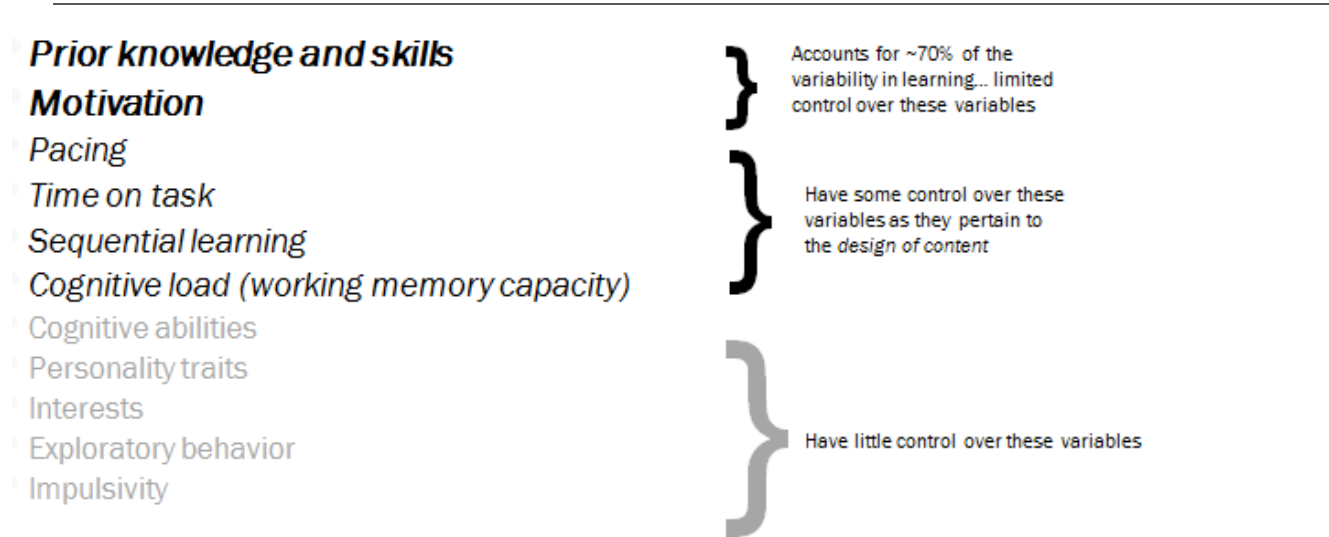 Prior knowledge and skills
Motivation
Pacing
Time on task
Sequential learning
Cognitive load (working memory capacity)
Cognitive abilities
Personality traits
Interests
Exploratory behavior
Impulsivity
Accounts for ~70% of the
variability in learning... limited
control over these variables
Have some control over these
variables as they pertain to
the design of content
Have little control over these variables